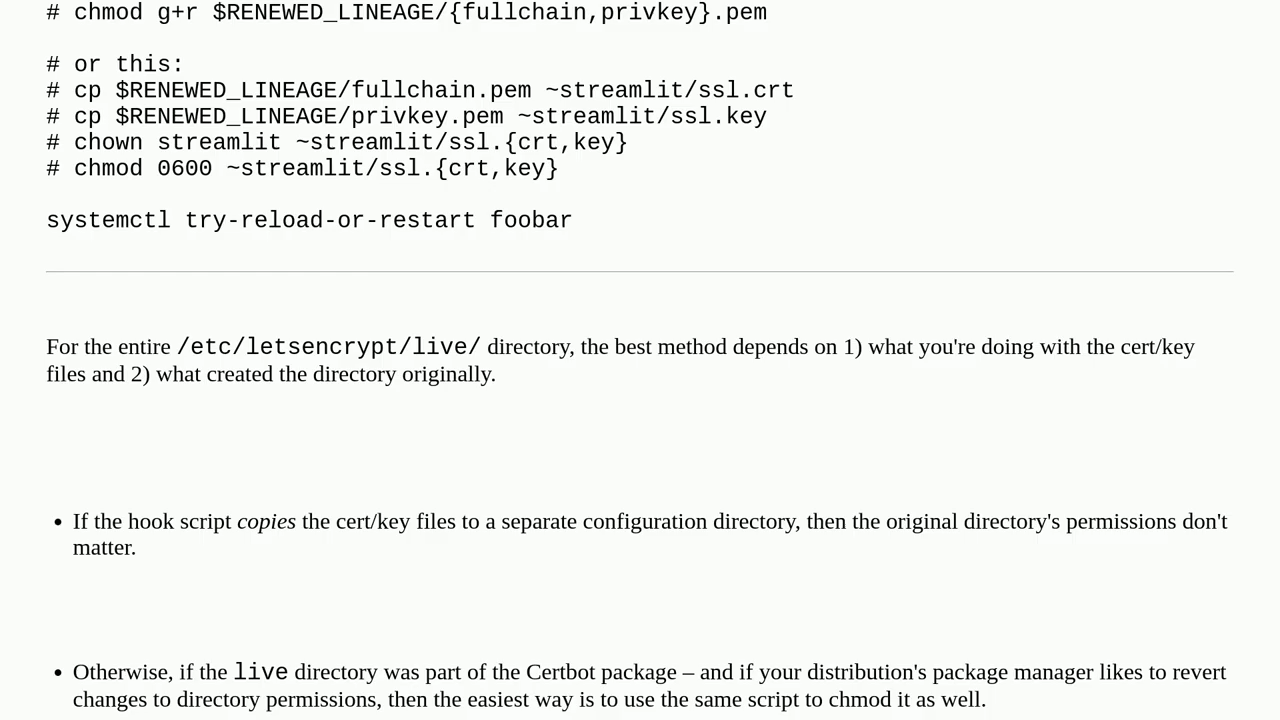 # chmod g+r $RENEWED_LINEAGE/{fullchain,privkey}.pem
# or this:
# cp $RENEWED_LINEAGE/fullchain.pem ~streamlit/ssl.crt
# cp $RENEWED_LINEAGE/privkey.pem ~streamlit/ssl.key
# chown streamlit ~streamlit/ssl.{crt,key}
# chmod 0600 ~streamlit/ssl.{crt,key}
systemctl try-reload-or-restart foobar
For the entire /etc/letsencrypt/live/ directory, the best method depends on 1) what you're doing with the cert/key
files and 2) what created the directory originally.
• If the hook script copies the cert/key files to a separate configuration directory, then the original directory's permissions don't
matter.
• Otherwise, if the live directory was part of the Certbot package – and if your distribution's package manager likes to revert
changes to directory permissions, then the easiest way is to use the same script to chmod it as well.